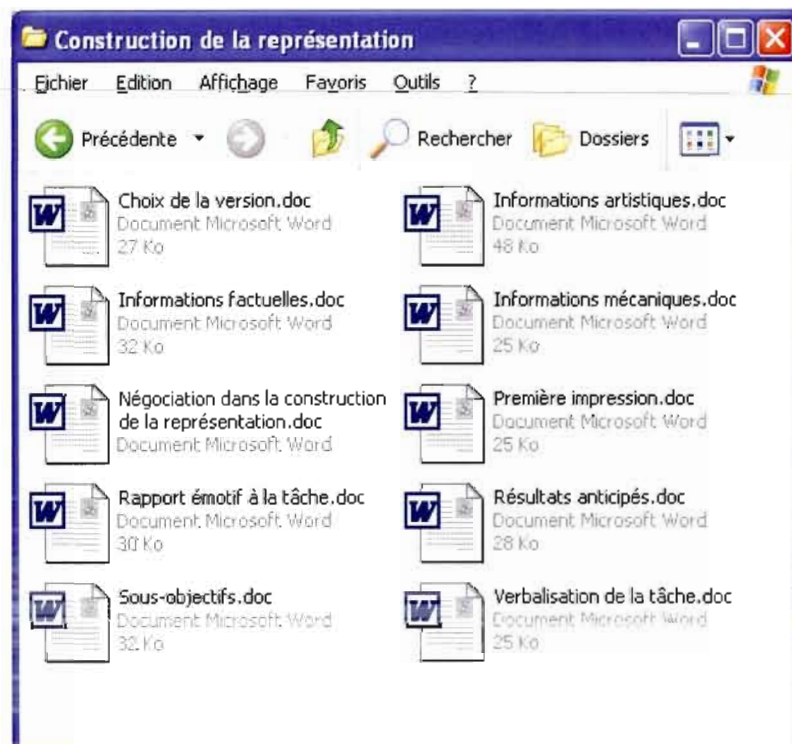 Construction de la représentation
Fichier Edition Affichage Favoris Outils ?
Précédente Rechercher Dossiers
Choix de la version.doc
Document Microsoft Word
27 Ko
Informations artistiques.doc
Document Microsoft Word
48 Ko
Informations factuelles.doc
Document Microsoft Word
32 Ko
Informations mécaniques.doc
Document Microsoft Word
25 Ko
Négociation dans la construction
de la représentation.doc
Document Microsoft Word
Première impression.doc
Document Microsoft Word
25 Ko
Rapport émotif à la tâche.doc
Document Microsoft Word
30 Ko
Résultats anticipés.doc
Document Microsoft Word
28 Ko
Sous-objectifs.doc
Document Microsoft Word
32 Ko
Verbalisation de la tâche.doc
Document Microsoft Word
25 Ko